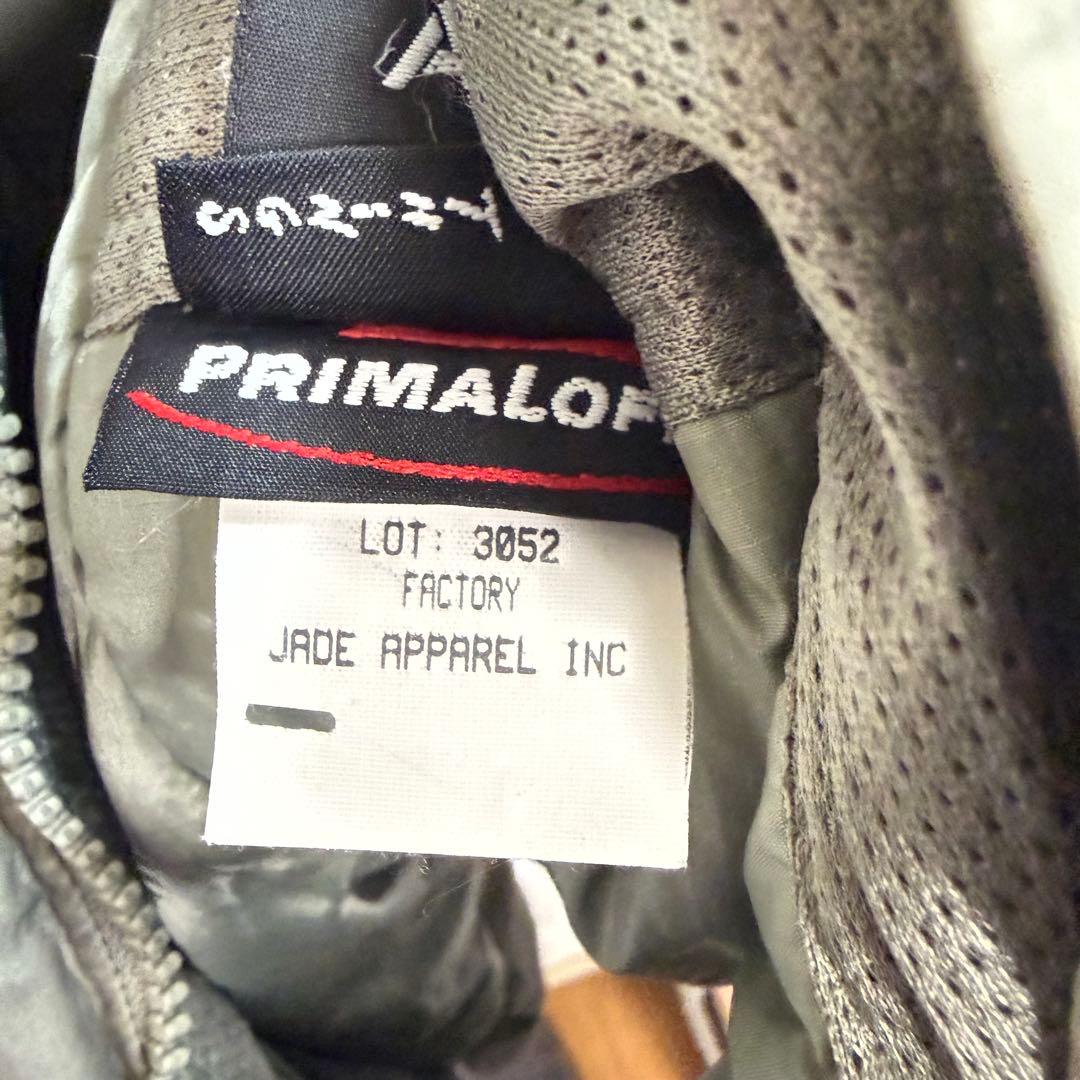 PRIMALOF
LOT: 3052
FACTORY
JADE APPAREL INC